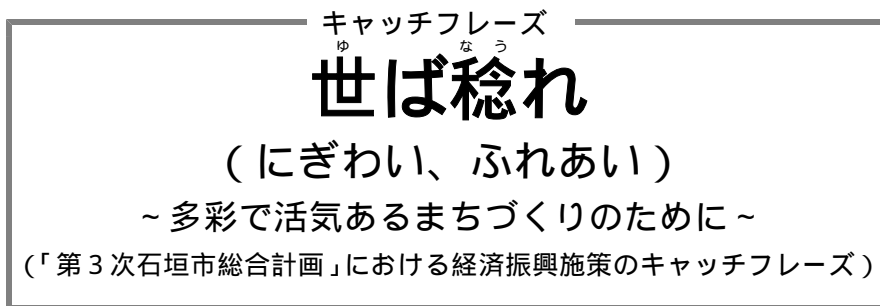 キャッチフレーズ
ゆ なう
世ば稔れ
(にぎわい、ふれあい)
~多彩で活気あるまちづくりのために~
(「第3次石垣市総合計画」における経済振興施策のキャッチフレーズ)